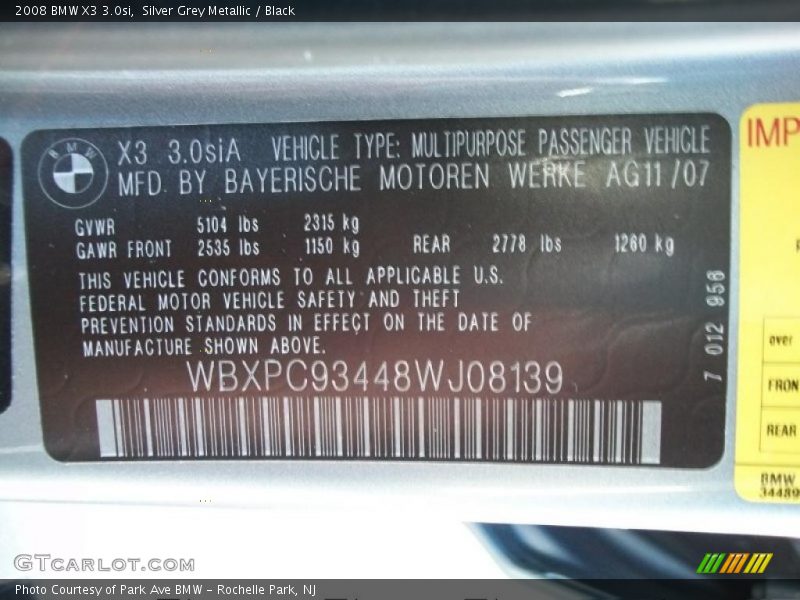 2008 BMW X3 3.0si,  Silver Grey Metallic / Black
BMW
X3 3.0siA VEHICLE TYPE: MULTIPURPOSE PASSENGER VEHICLE
MFD BY BAYERISCHE MOTOREN WERKE AG 11/07
GVWR 5104 lbs 2315 kg
GAWR FRONT 2535 lbs 1150 kg REAR 2778 lbs 1260 kg
THIS VEHICLE CONFORMS TO ALL APPLICABLE U.S.
FEDERAL MOTOR VEHICLE SAFETY AND THEFT
PREVENTION STANDARDS IN EFFECT ON THE DATE OF
MANUFACTURE SHOWN ABOVE.
WBXPC93448WJ08139
7 012 958
IMP
over
FRON
REAR
BMW
34489
GTCARLOT.COM
Photo Courtesy of Park Ave BMW - Rochelle Park, NJ